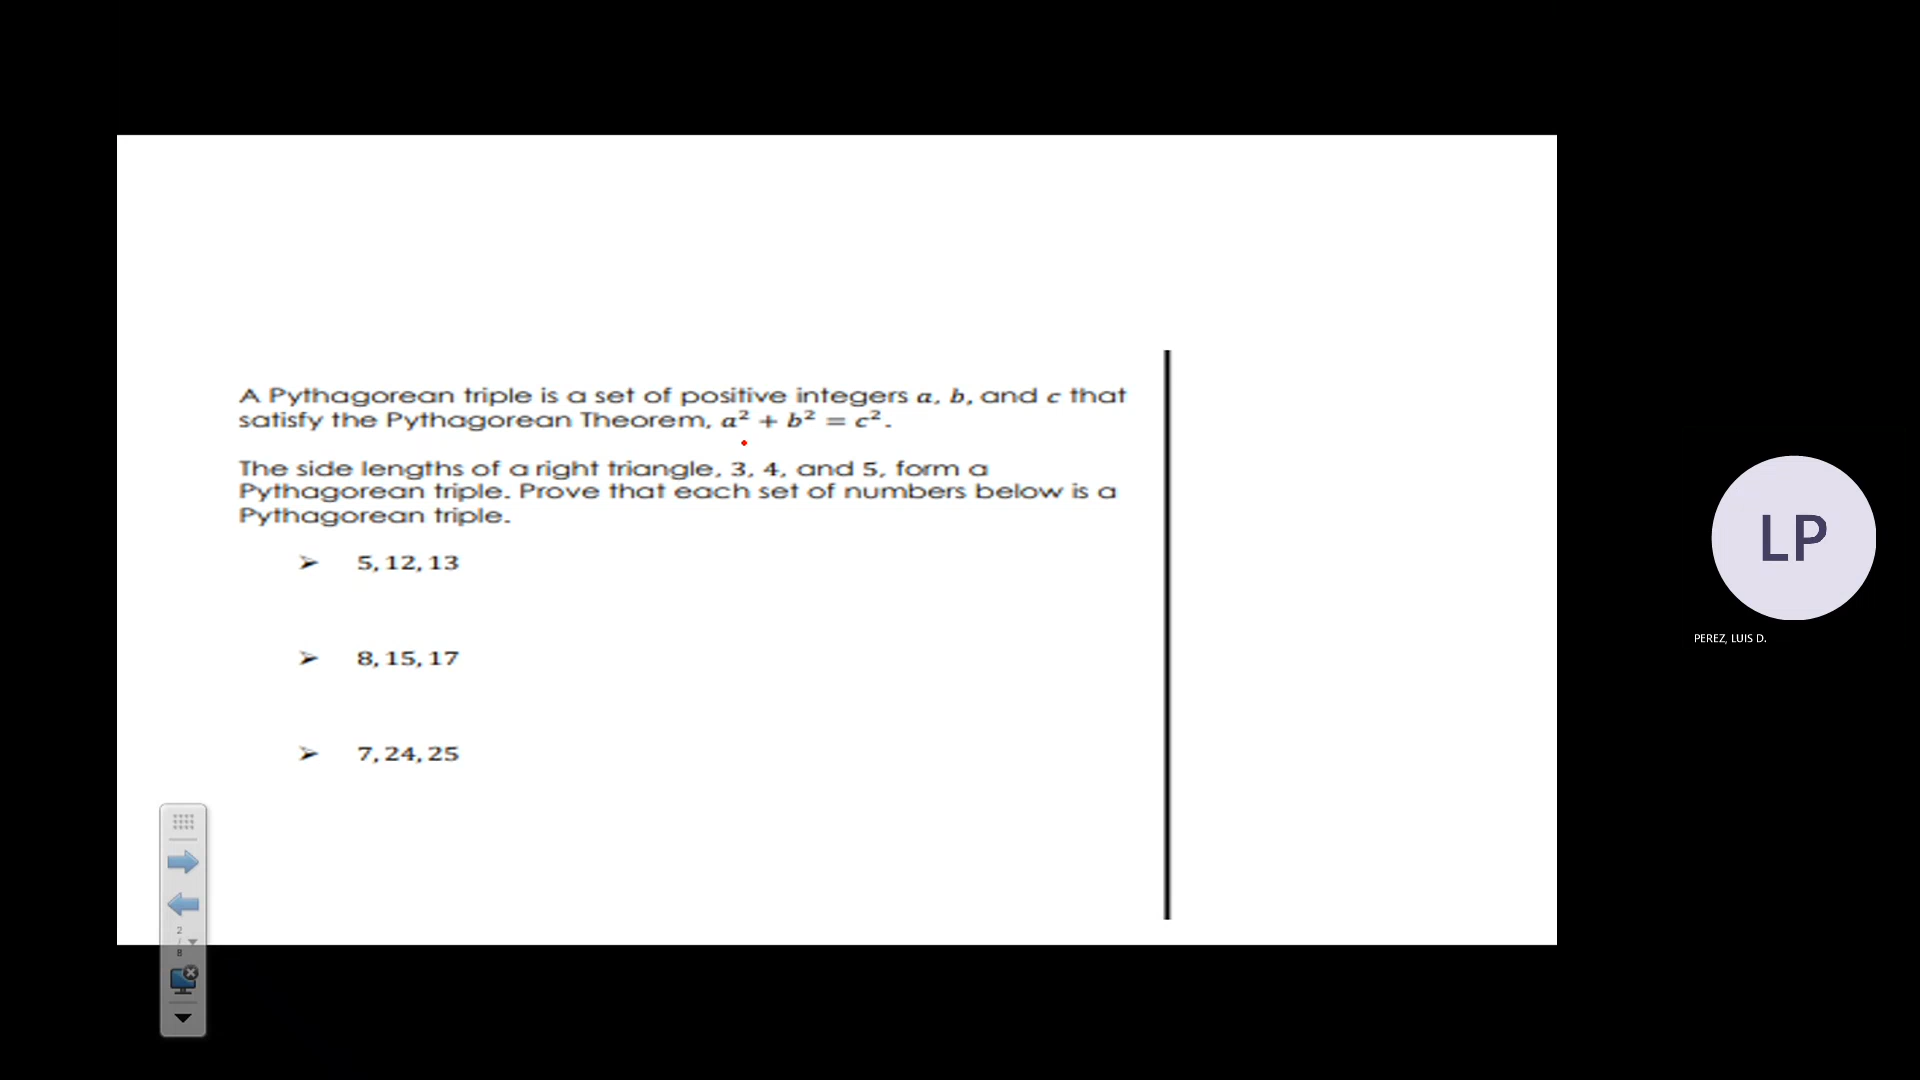 A Pythagorean triple is a set of positive integers a, b, and c that
satisfy the Pythagorean Theorem, a² + b² = c².
The side lengths of a right triangle, 3, 4, and 5, form a
Pythagorean triple. Prove that each set of numbers below is a
Pythagorean triple.
➢ 5, 12, 13
➢ 8, 15, 17
➢ 7, 24, 25
2
/
8
LP
PEREZ, LUIS D.